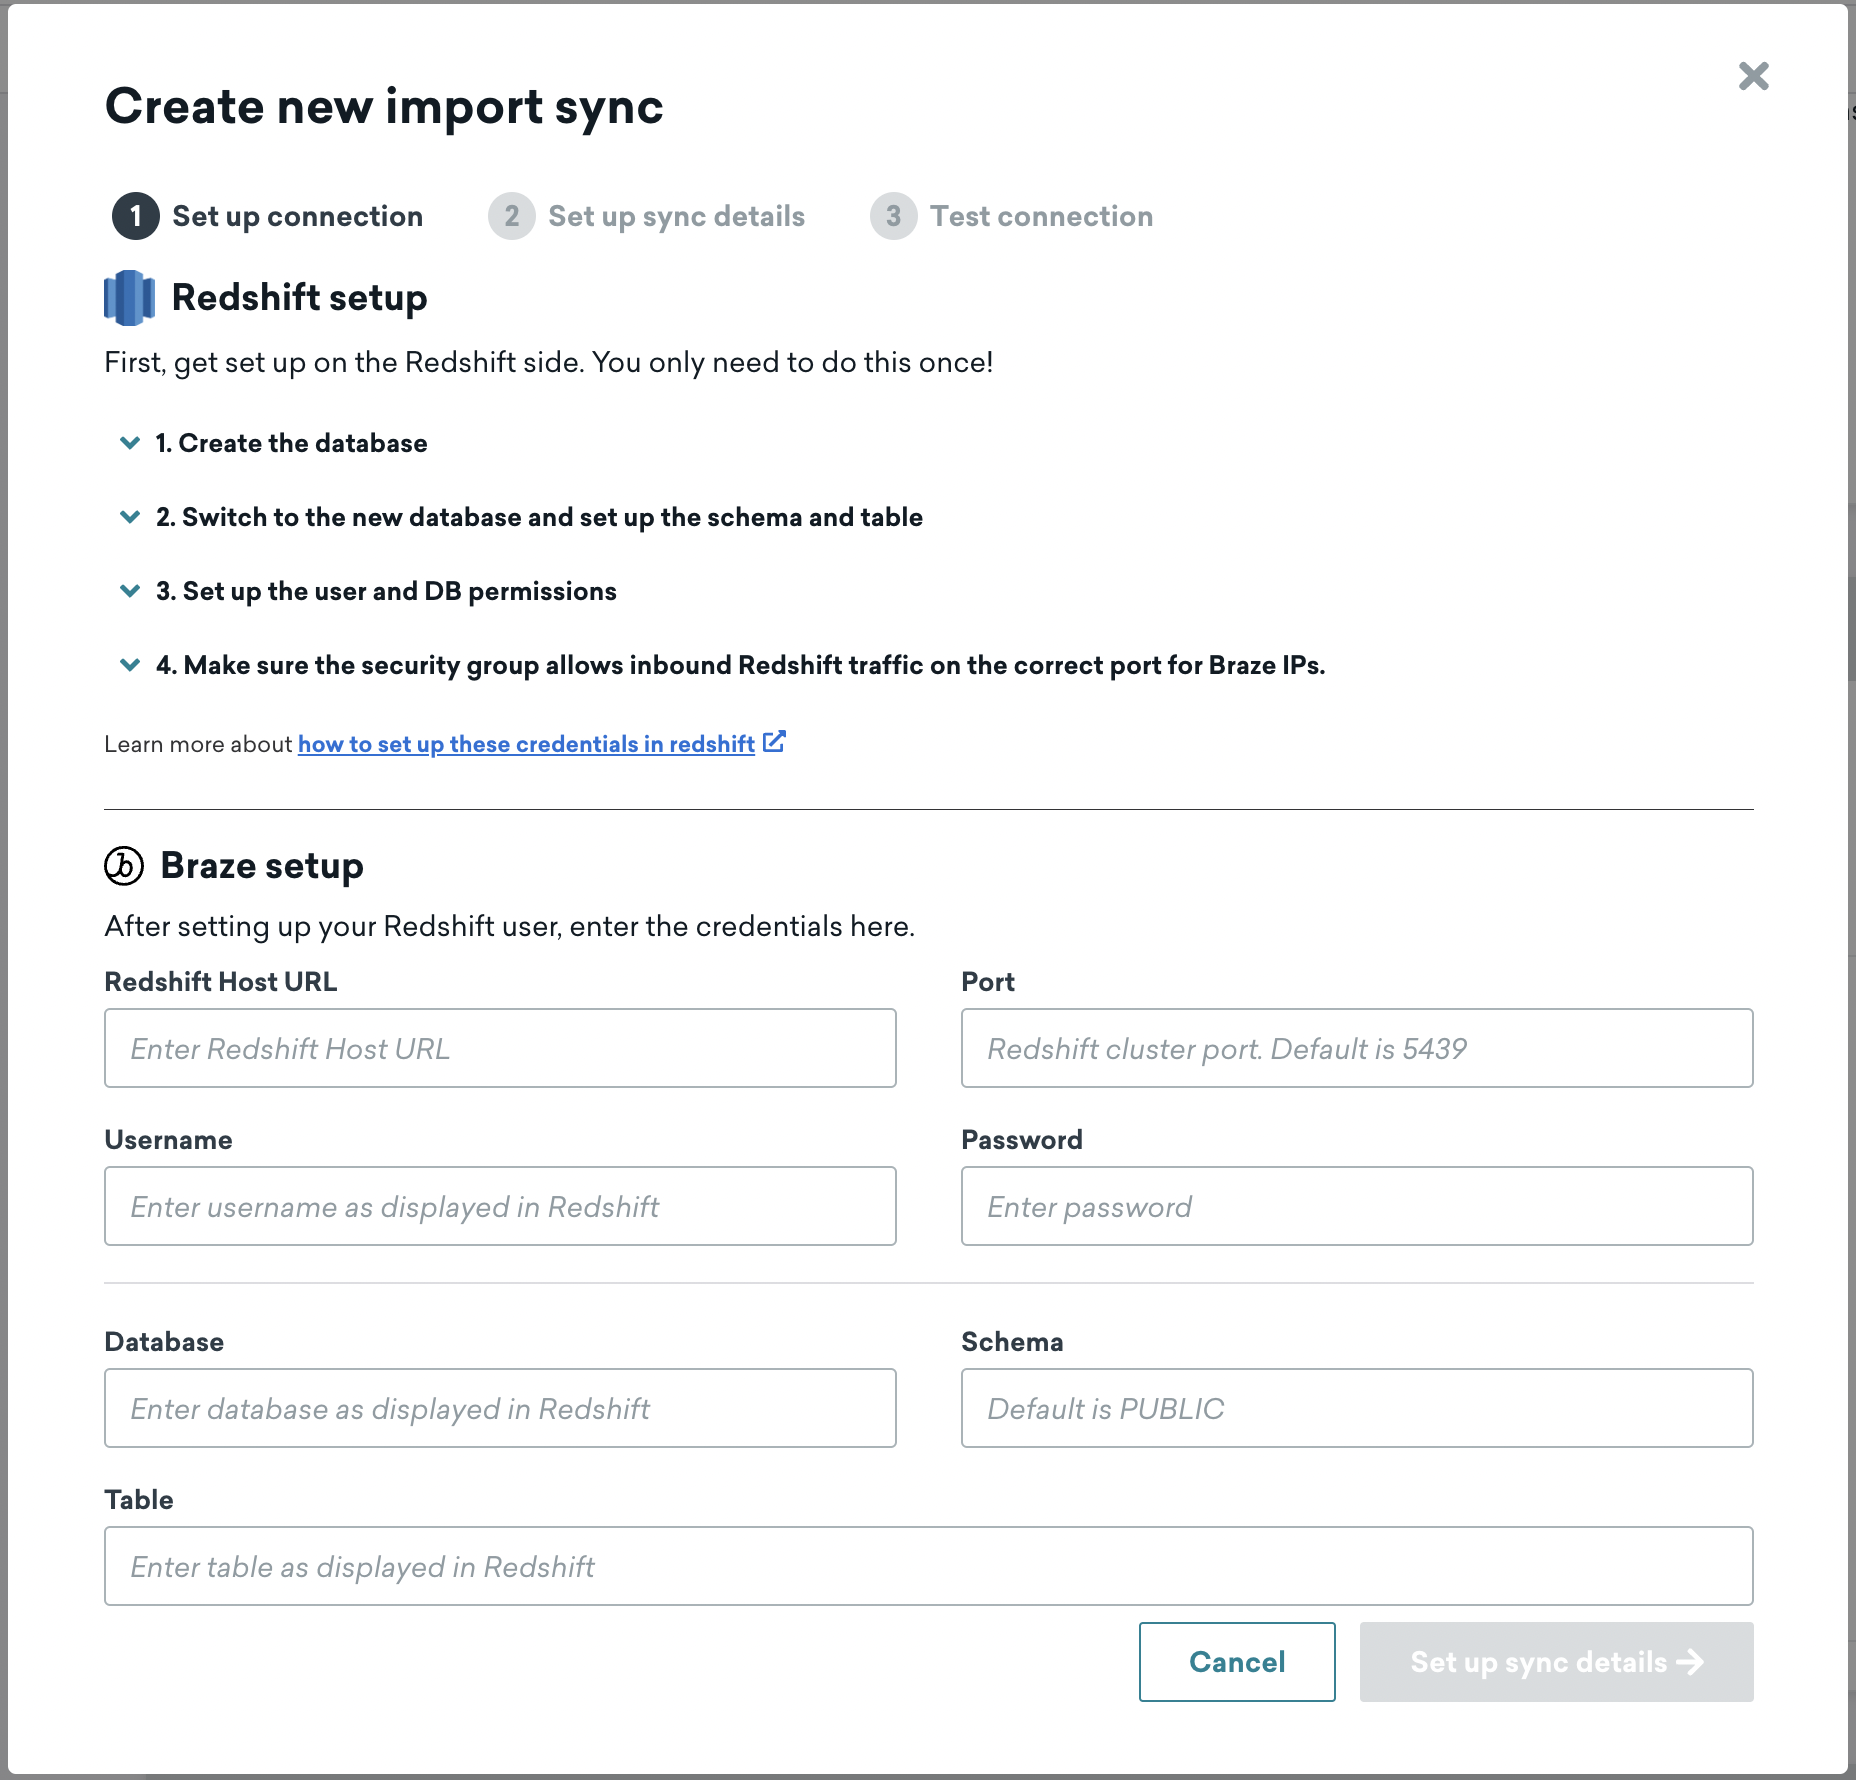 Create new import sync
1 Set up connection 2 Set up sync details 3 Test connection
Redshift setup
First, get set up on the Redshift side. You only need to do this once!
1. Create the database
2. Switch to the new database and set up the schema and table
3. Set up the user and DB permissions
4. Make sure the security group allows inbound Redshift traffic on the correct port for Braze IPs.
Learn more about how to set up these credentials in redshift
Braze setup
After setting up your Redshift user, enter the credentials here.
Redshift Host URL Port
Enter Redshift Host URL Redshift cluster port. Default is 5439
Username Password
Enter username as displayed in Redshift Enter password
Database Schema
Enter database as displayed in Redshift Default is PUBLIC
Table
Enter table as displayed in Redshift
Cancel Set up sync details →